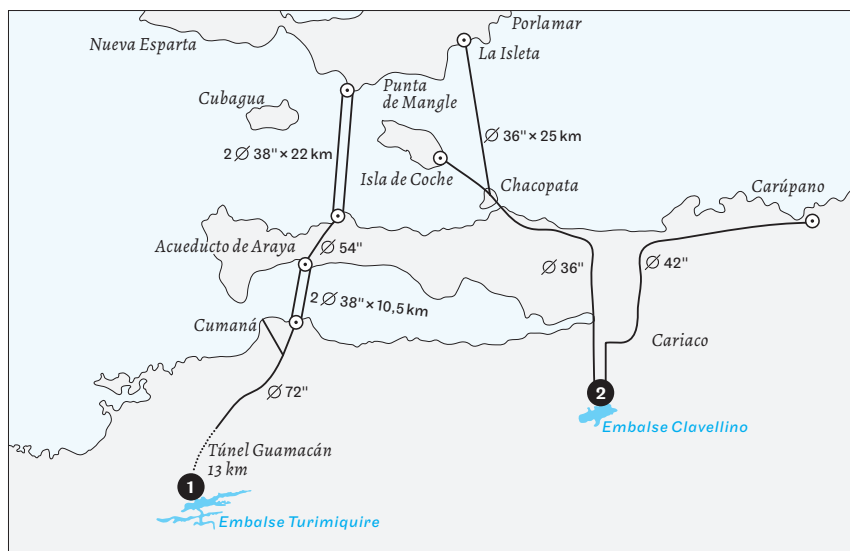 Porlamar
Nueva Esparta
La Isleta
Punta
de Mangle
Cubagua
Ø 36" × 25 km
2 Ø 38" × 22 km
Isla de Coche
Chacopata
Carúpano
Acueducto de Araya
Ø 54"
Ø 36"
Ø 42"
2 Ø 38" × 10,5 km
Cumaná
Cariaco
Ø 72"
2
Embalse Clavellino
Túnel Guamacán
13 km
1
Embalse Turimiquire